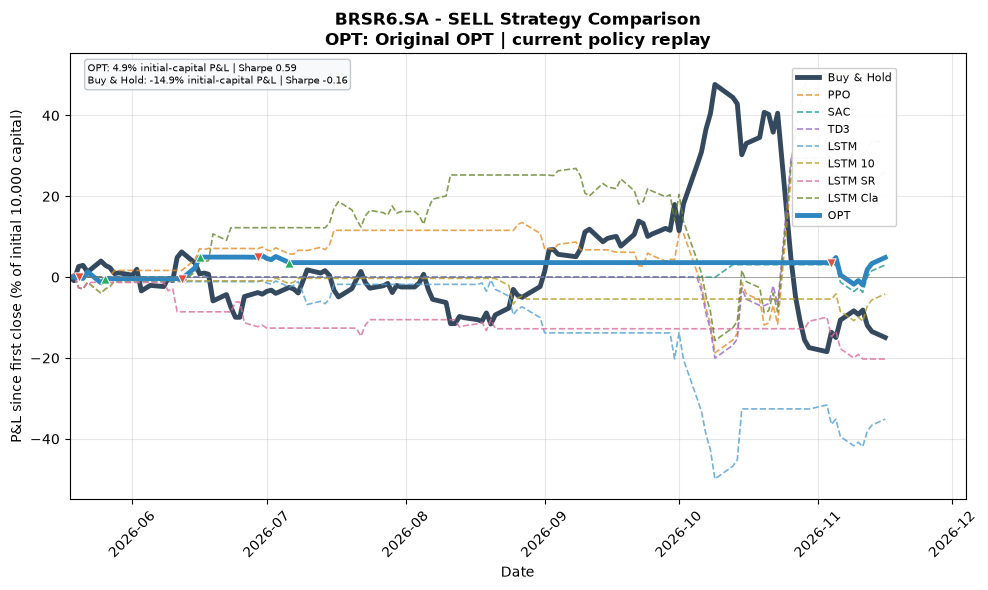 BRSR6.SA - SELL Strategy Comparison
OPT: Original OPT | current policy replay
OPT: 4.9% initial-capital P&L | Sharpe 0.59
Buy & Hold: -14.9% initial-capital P&L | Sharpe -0.16
Buy & Hold
PPO
SAC
TD3
LSTM
LSTM 10
LSTM SR
LSTM Cla
OPT
P&L since first close (% of initial 10,000 capital)
40
20
0
−20
−40
2026-06
2026-07
2026-08
2026-09
2026-10
2026-11
2026-12
Date